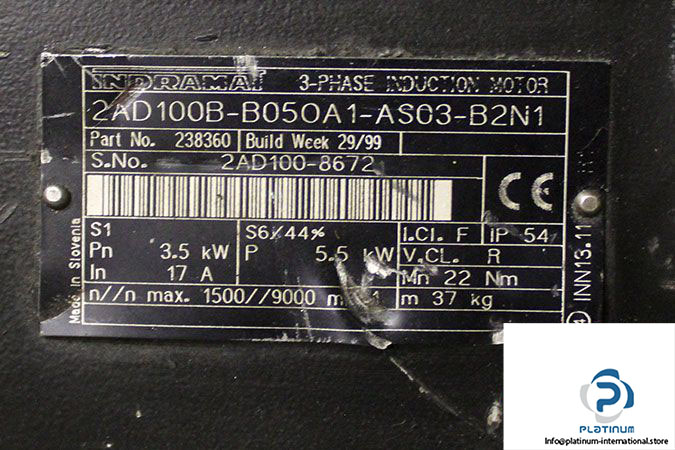 INDRAMAT 3-PHASE INDUCTION MOTOR
2AD100B-B050A1-AS03-B2N1
Part No. 238360 Build Week 29/99
S.No. 2AD100-8672
CE
S1
Pn 3.5 kW
In 17 A
S6/44%
P 5.5 kW
I.Cl. F IP 54
V.CL. R
Mn 22 Nm
n//n max. 1500//9000
m 37 kg
Made in Slovenia
INN13.11
P
PLATINUM
Info@platinum-international.store